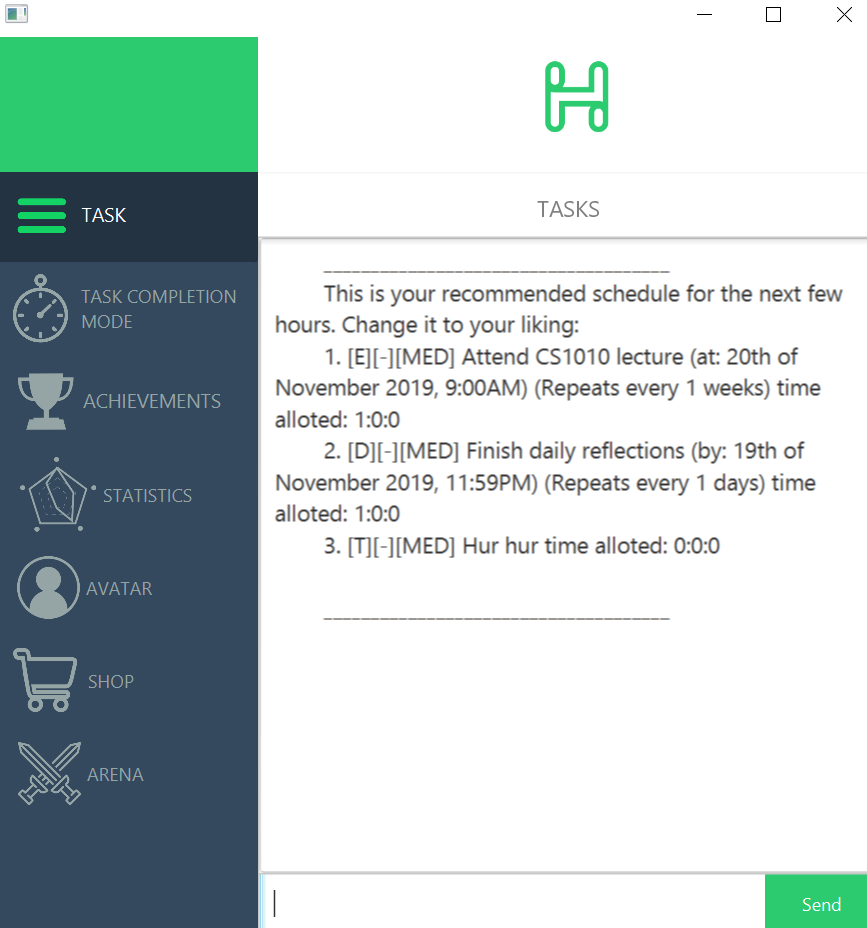 TASK
TASK COMPLETION
MODE
ACHIEVEMENTS
STATISTICS
AVATAR
SHOP
ARENA
TASKS
_____________________________________
This is your recommended schedule for the next few
hours. Change it to your liking:
1. [E][-][MED] Attend CS1010 lecture (at: 20th of
November 2019, 9:00AM) (Repeats every 1 weeks) time
alloted: 1:0:0
2. [D][-][MED] Finish daily reflections (by: 19th of
November 2019, 11:59PM) (Repeats every 1 days) time
alloted: 1:0:0
3. [T][-][MED] Hur hur time alloted: 0:0:0
_____________________________________
Send